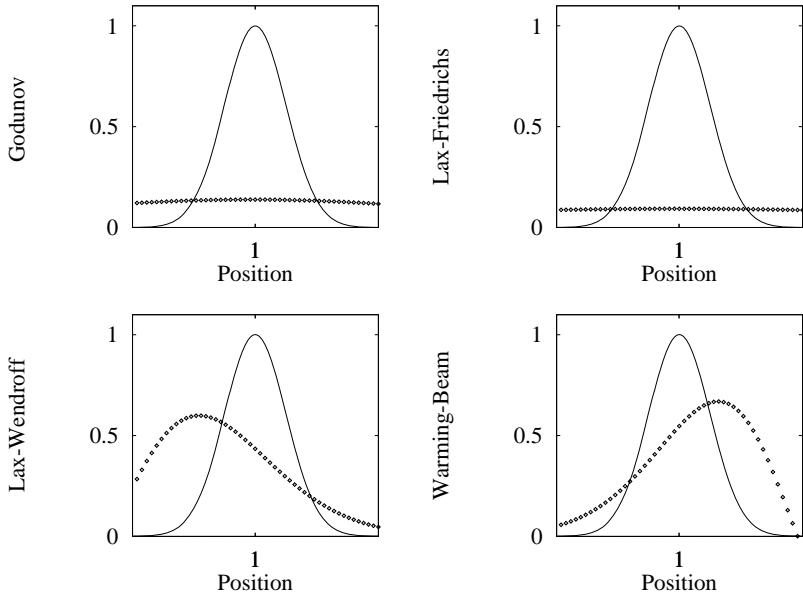 Godunov
1
0.5
0
1
Position
Lax-Friedrichs
1
0.5
0
1
Position
Lax-Wendroff
1
0.5
0
1
Position
Warming-Beam
1
0.5
0
1
Position